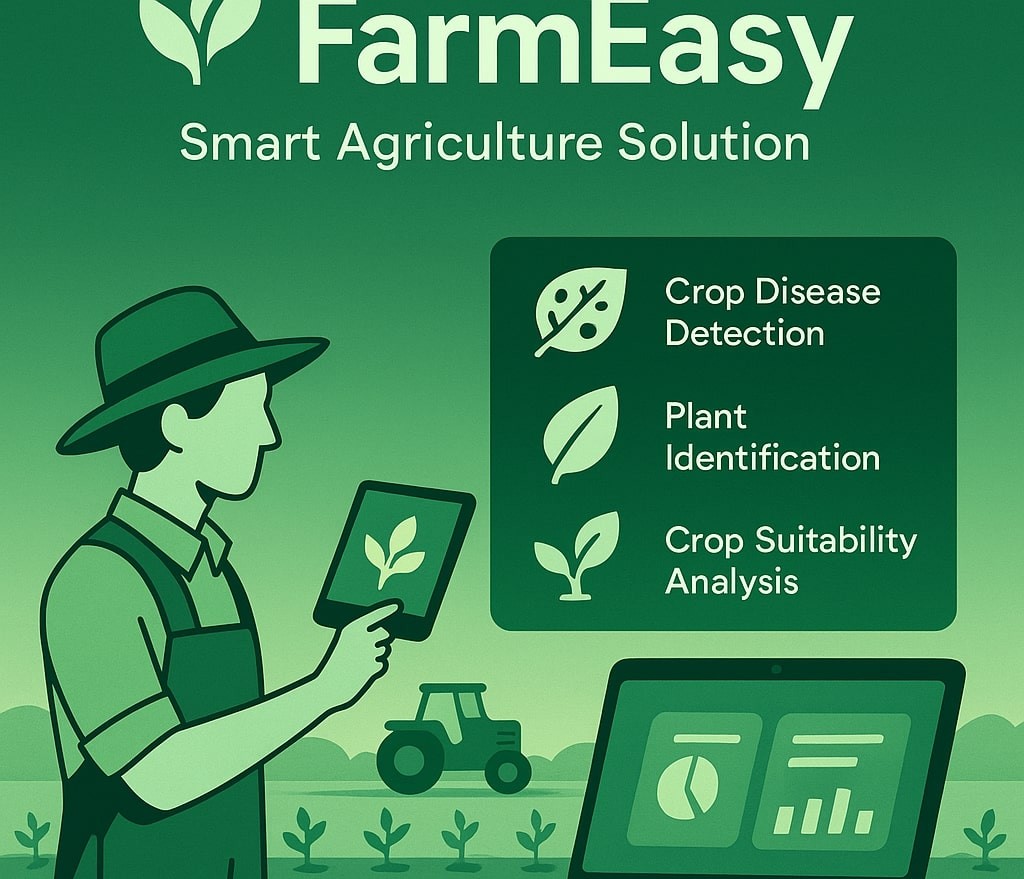 FarmEasy
Smart Agriculture Solution
Crop Disease
Detection
Plant
Identification
Crop Suitability
Analysis